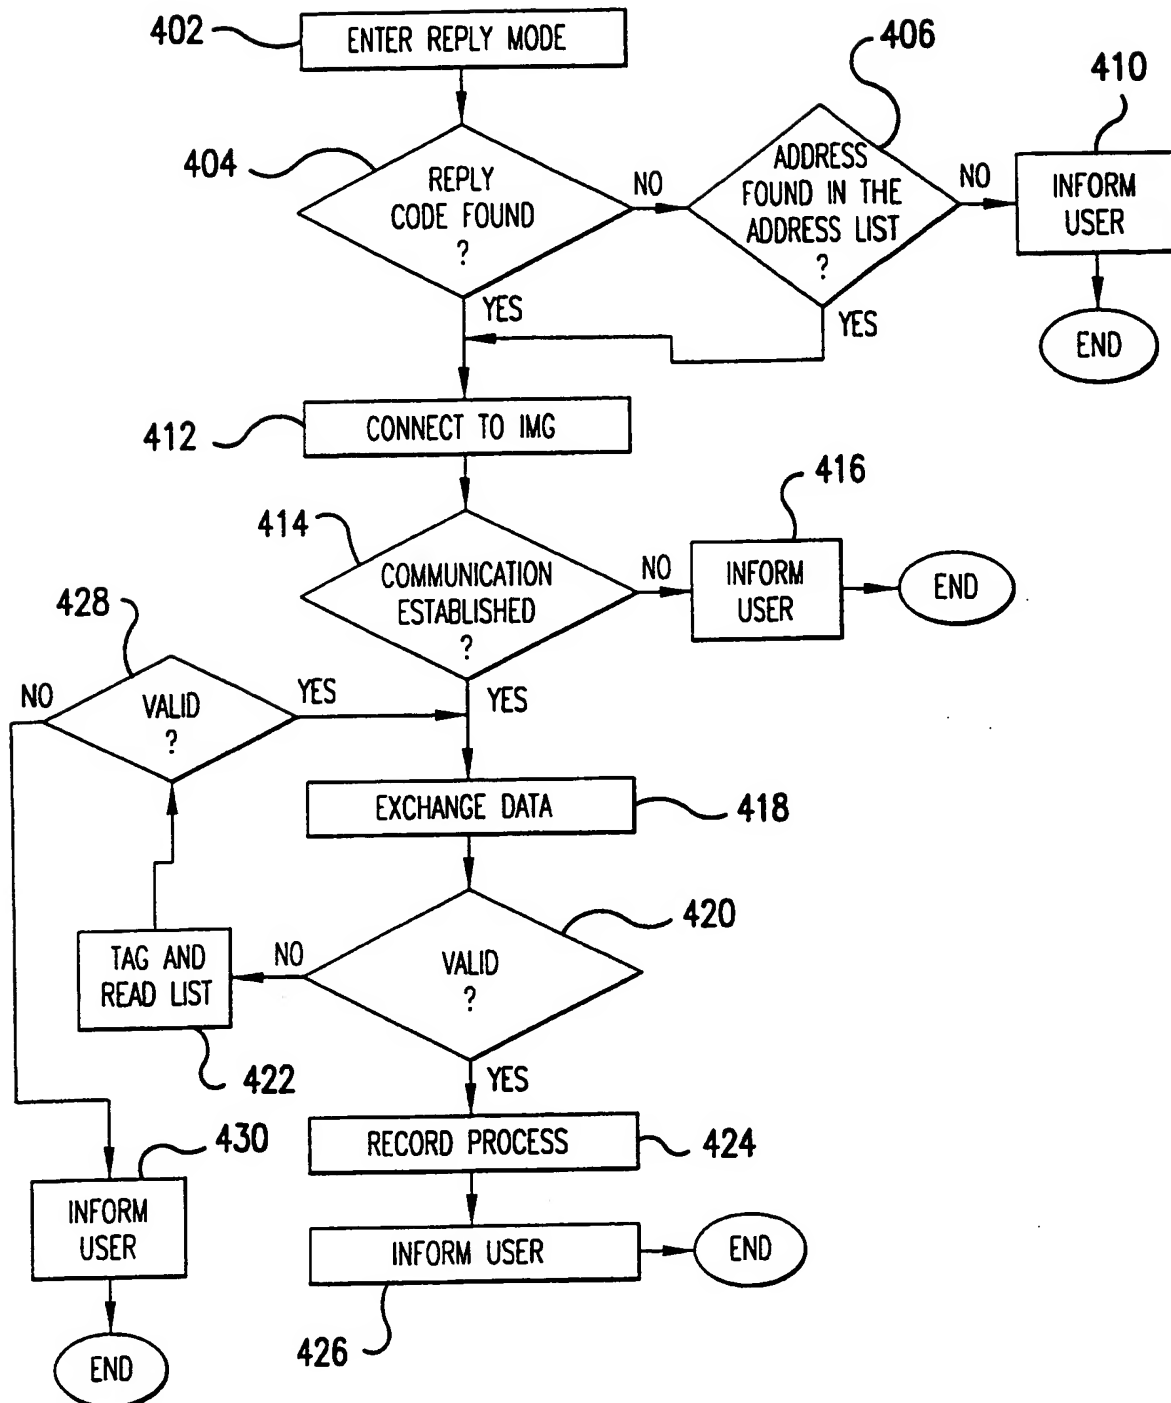 402
ENTER REPLY MODE
406
410
404
REPLY
CODE FOUND
?
NO
ADDRESS
FOUND IN THE
ADDRESS LIST
?
NO
INFORM
USER
YES
YES
END
412
CONNECT TO IMG
416
414
COMMUNICATION
ESTABLISHED
?
NO
INFORM
USER
END
428
NO
VALID
?
YES
YES
EXCHANGE DATA
418
420
TAG AND
READ LIST
NO
VALID
?
422
YES
RECORD PROCESS
424
430
INFORM
USER
INFORM USER
END
426
END